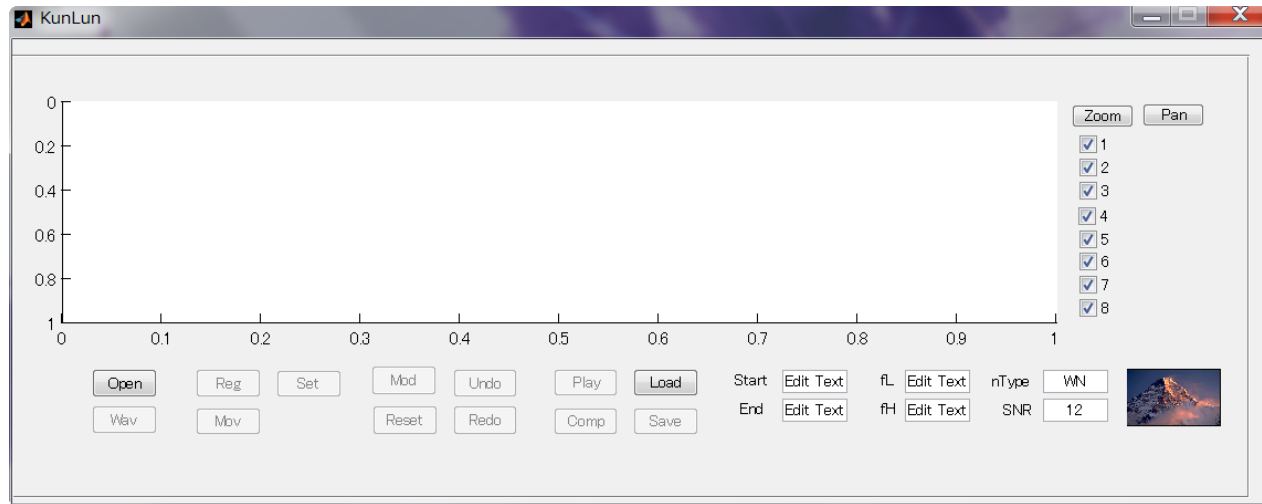 KunLun
0
0.2
0.4
0.6
0.8
1
0 0.1 0.2 0.3 0.4 0.5 0.6 0.7 0.8 0.9 1
Zoom Pan
1
2
3
4
5
6
7
8
Open Reg Set Mod Undo Play Load Start Edit Text fL Edit Text nType WN
Wav Mov Reset Redo Comp Save End Edit Text fH Edit Text SNR 12